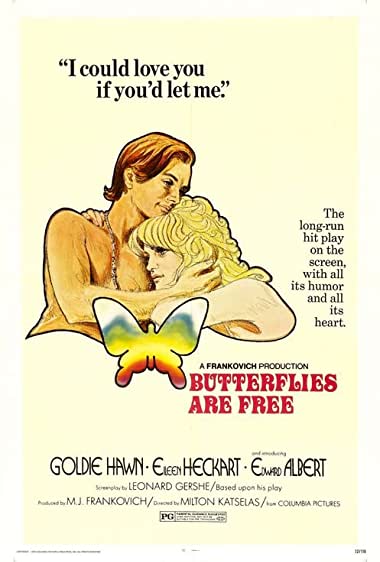 "I could love you
if you'd let me."
The
long-run
hit play
on the
screen,
with all
its humor
and all
its
heart.
A FRANKOVICH PRODUCTION
BUTTERFLIES
ARE FREE
and introducing
GOLDIE HAWN · EILEEN HECKART · EDWARD ALBERT
Screenplay by LEONARD GERSHE/Based upon his play
Produced by M.J. FRANKOVICH/Directed by MILTON KATSELAS/from COLUMBIA PICTURES
PG